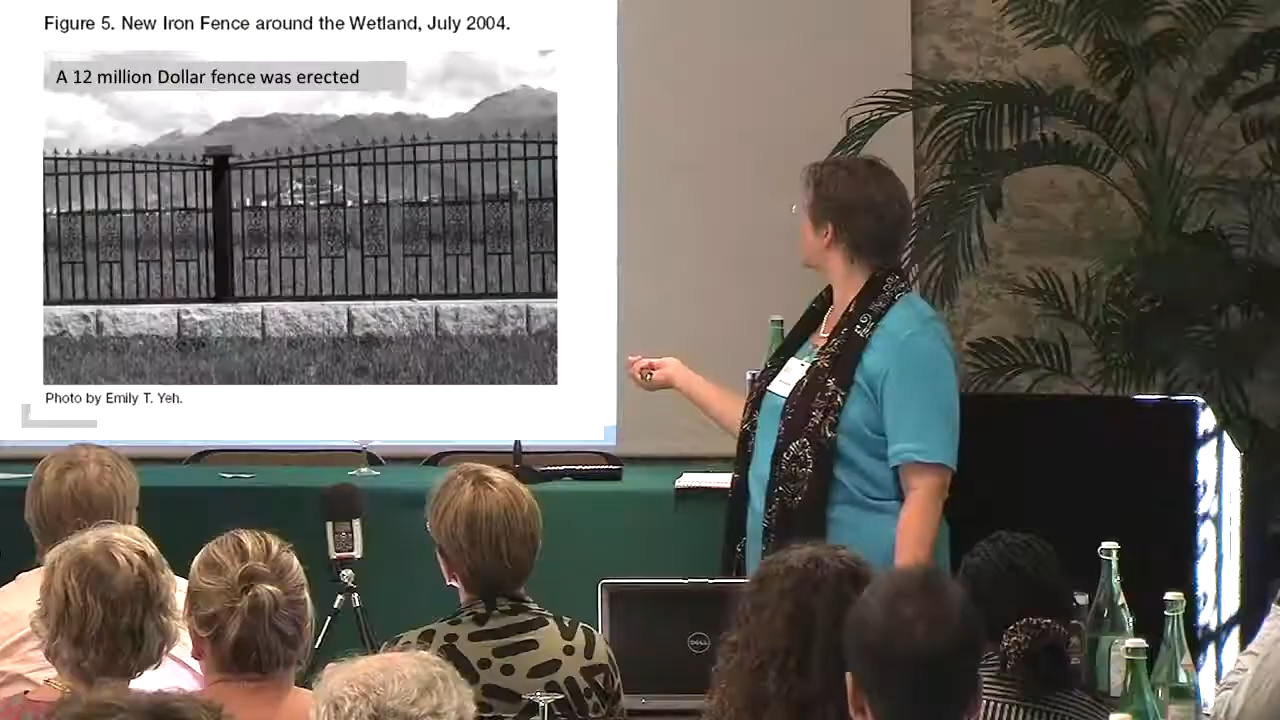 Figure 5. New Iron Fence around the Wetland, July 2004.
A 12 million Dollar fence was erected
Photo by Emily T. Yeh.
DELL